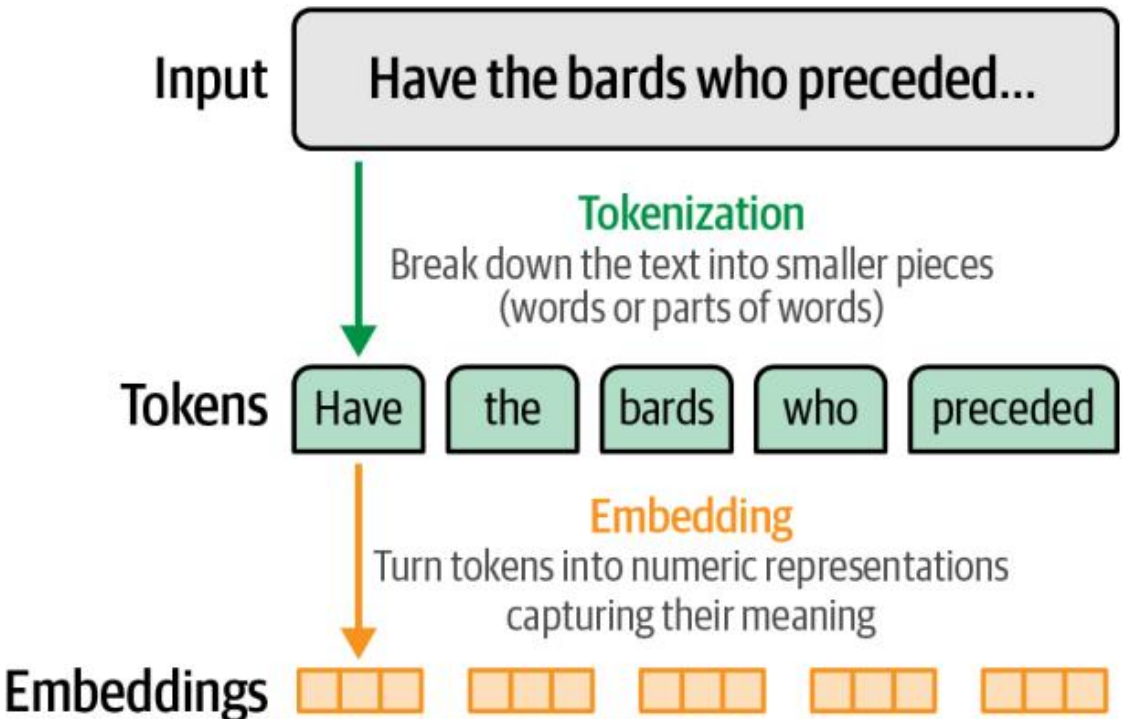 Input
Have the bards who preceded...
Tokenization
Break down the text into smaller pieces
(words or parts of words)
Tokens
Have the bards who preceded
Embedding
Turn tokens into numeric representations
capturing their meaning
Embeddings